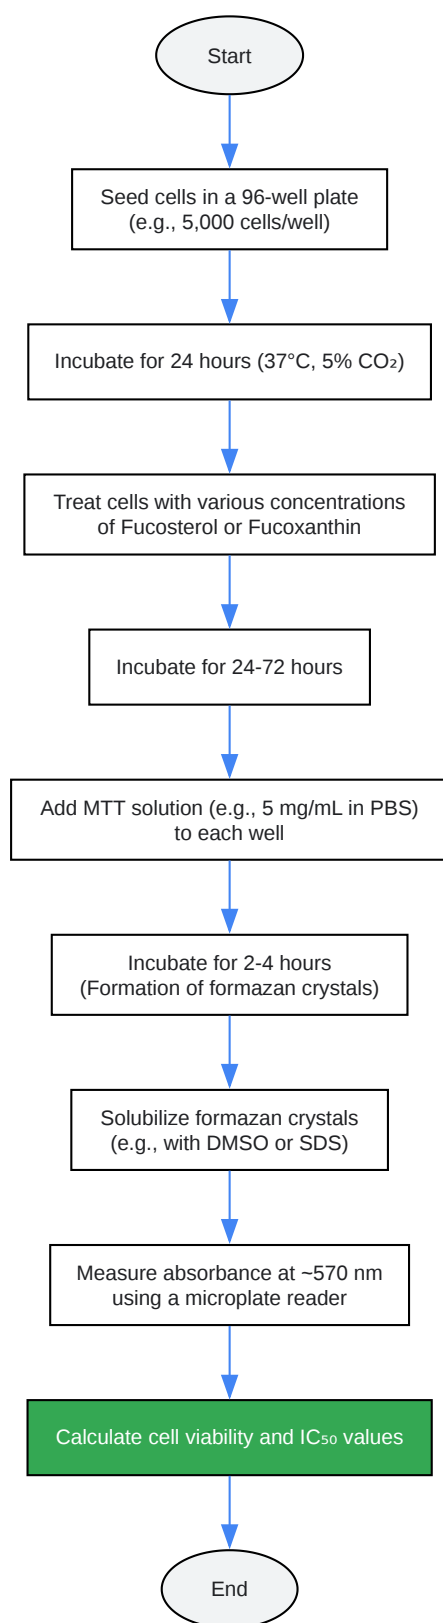 Start
Seed cells in a 96-well plate
(e.g., 5,000 cells/well)
Incubate for 24 hours (37°C, 5% CO₂)
Treat cells with various concentrations
of Fucosterol or Fucoxanthin
Incubate for 24-72 hours
Add MTT solution (e.g., 5 mg/mL in PBS)
to each well
Incubate for 2-4 hours
(Formation of formazan crystals)
Solubilize formazan crystals
(e.g., with DMSO or SDS)
Measure absorbance at ~570 nm
using a microplate reader
Calculate cell viability and IC₅₀ values
End